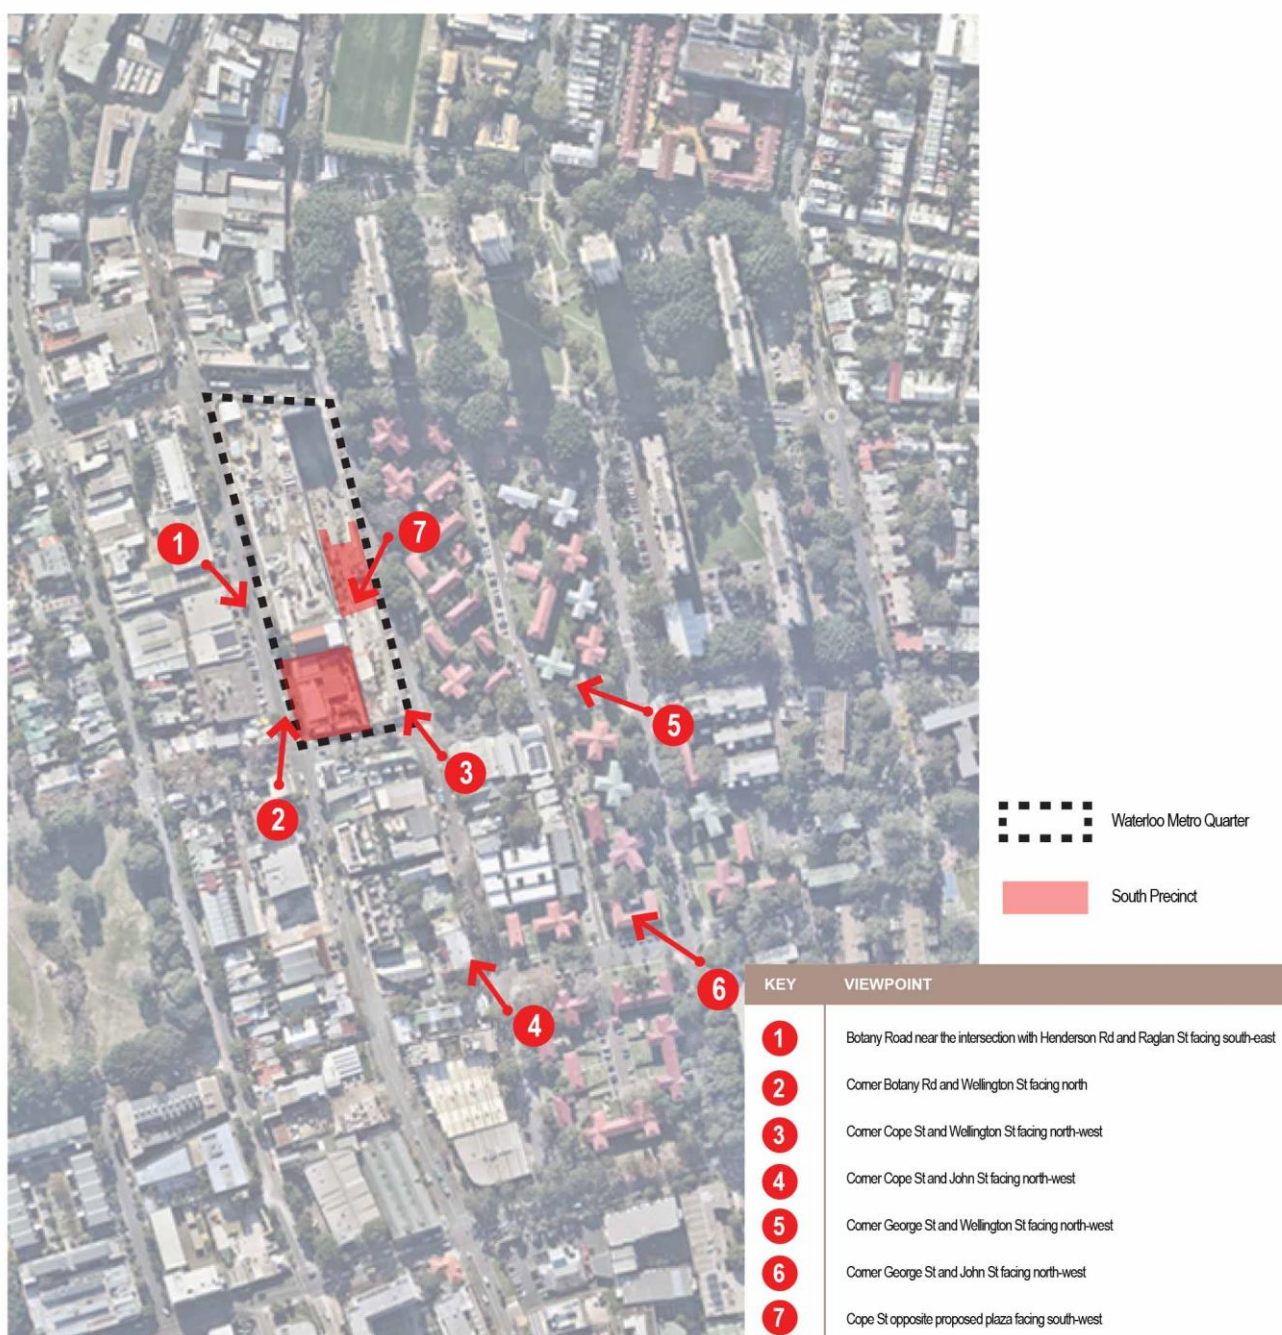 1
7
5
3
2
6
4
Waterloo Metro Quarter
South Precinct
KEY VIEWPOINT
1 Botany Road near the intersection with Henderson Rd and Raglan St facing south-east
2 Corner Botany Rd and Wellington St facing north
3 Corner Cope St and Wellington St facing north-west
4 Corner Cope St and John St facing north-west
5 Corner George St and Wellington St facing north-west
6 Corner George St and John St facing north-west
7 Cope St opposite proposed plaza facing south-west